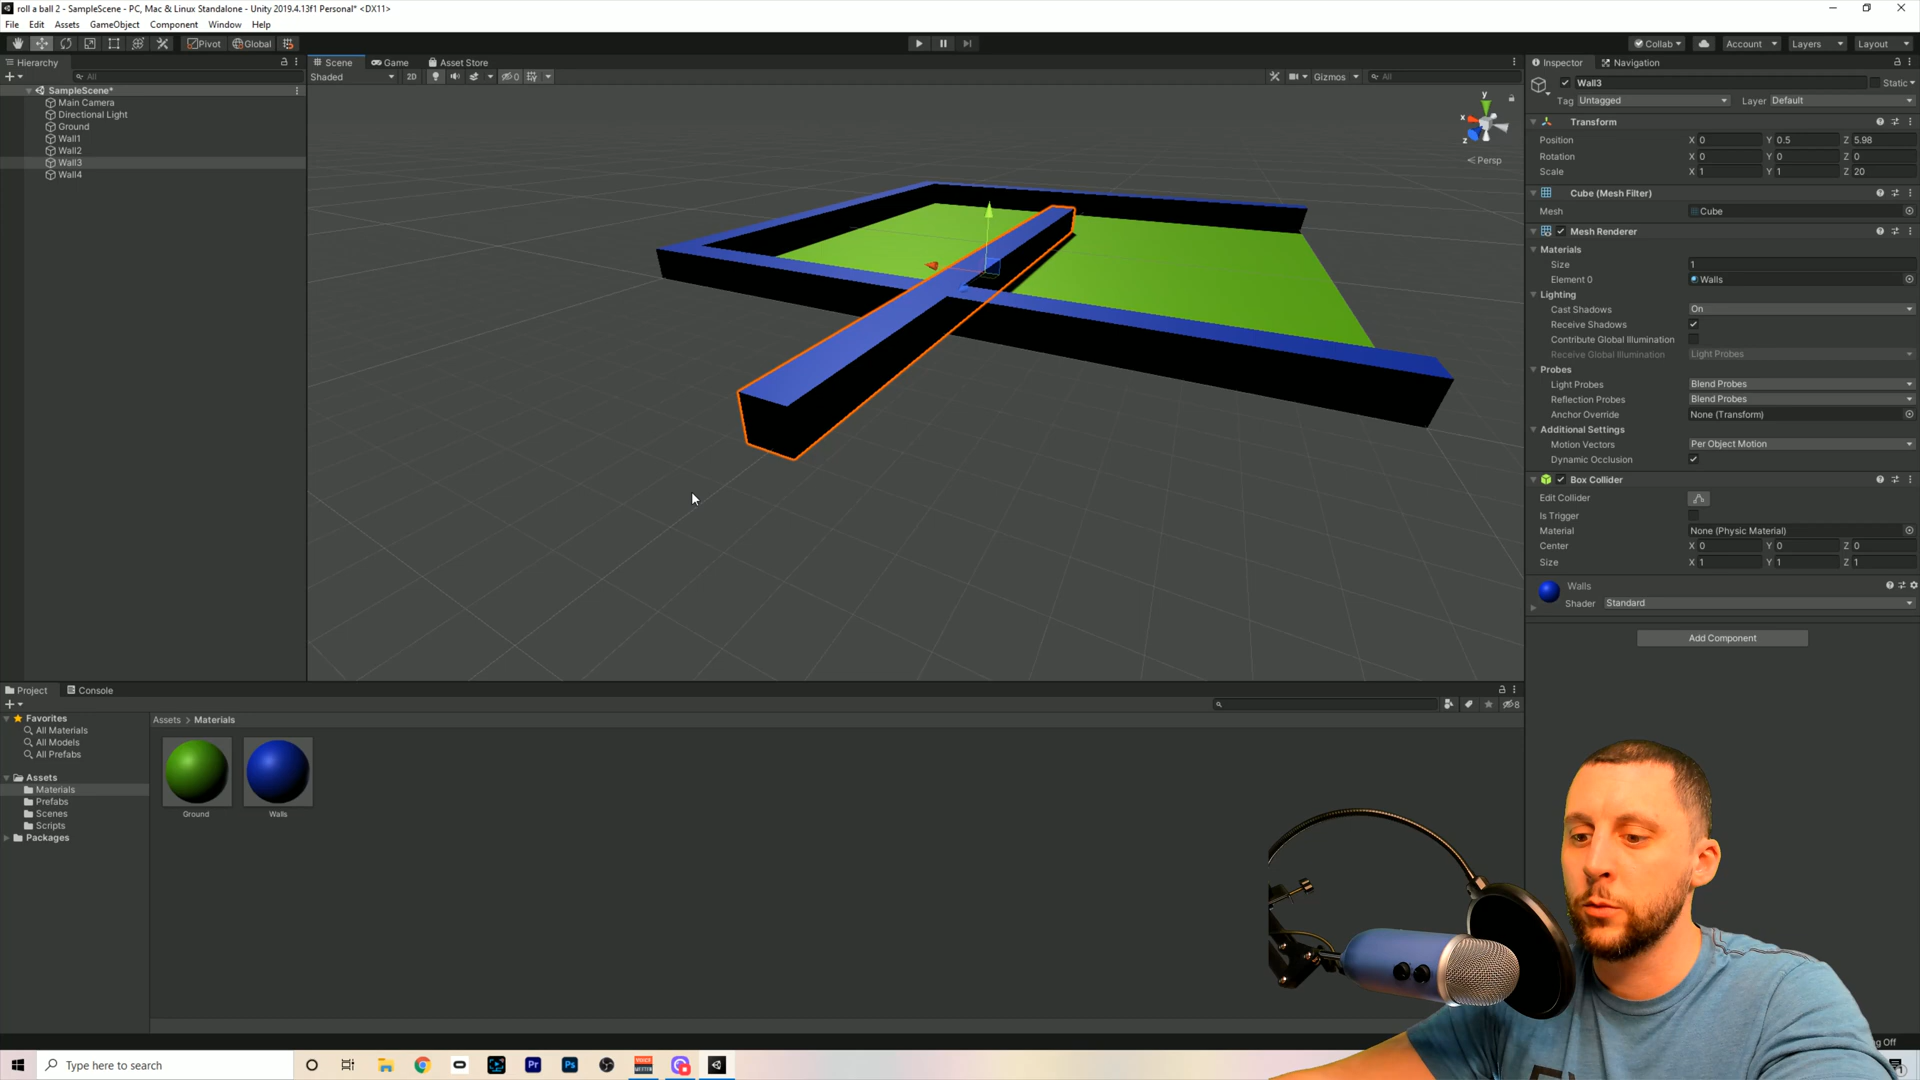 roll a ball 2 - SampleScene - PC, Mac & Linux Standalone - Unity 2019.4.13f1 Personal* <DX11>
File Edit Assets GameObject Component Window Help
Pivot Global Collab Account Layers Layout
Hierarchy
All
SampleScene*
Main Camera
Directional Light
Ground
Wall1
Wall2
Wall3
Wall4
Scene Game Asset Store
Shaded 2D 0 Gizmos All
y
x
z
Persp
Inspector Navigation
Wall3 Static
Tag Untagged Layer Default
Transform
Position X 0 Y 0.5 Z 5.98
Rotation X 0 Y 0 Z 0
Scale X 1 Y 1 Z 20
Cube (Mesh Filter)
Mesh Cube
Mesh Renderer
Materials
Size 1
Element 0 Walls
Lighting
Cast Shadows On
Receive Shadows
Contribute Global Illumination
Receive Global Illumination Light Probes
Probes
Light Probes Blend Probes
Reflection Probes Blend Probes
Anchor Override None (Transform)
Additional Settings
Motion Vectors Per Object Motion
Dynamic Occlusion
Box Collider
Edit Collider
Is Trigger
Material None (Physic Material)
Center X 0 Y 0 Z 0
Size X 1 Y 1 Z 1
Walls
Shader Standard
Add Component
Project Console
8
Favorites
All Materials
All Models
All Prefabs
Assets
Materials
Prefabs
Scenes
Scripts
Packages
Assets > Materials
Ground
Walls
g Off
Type here to search
Pr
Ps